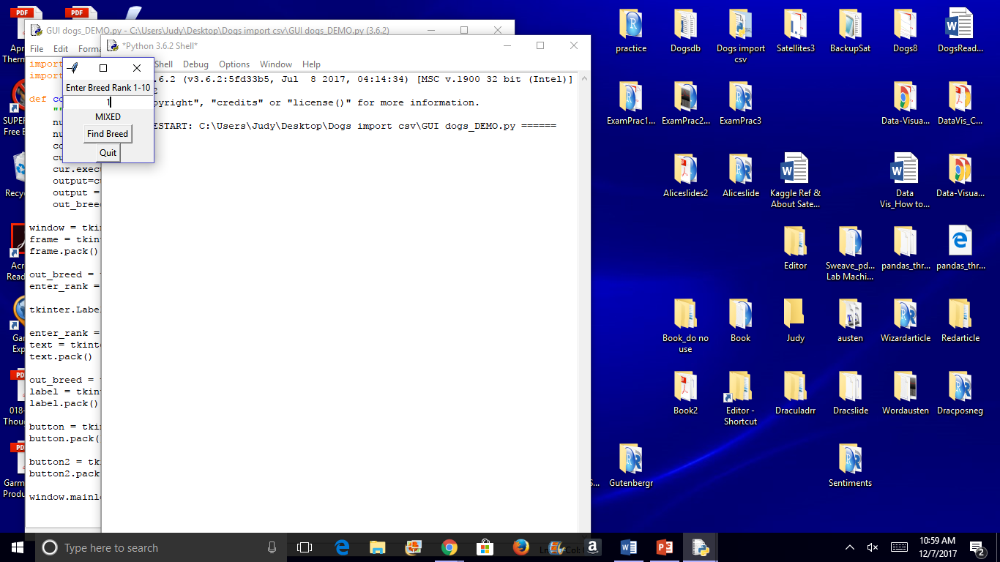 GUI dogs_DEMO.py - C:\Users\Judy\Desktop\Dogs import csv\GUI dogs_DEMO.py (3.6.2)
File Edit Forma
import
import
def co
""
nu
nu
co
cu
cur.exec
output=c
output =
out_bree
window = tkin
frame = tkint
frame.pack()
out_breed =
enter_rank =
tkinter.Labe
enter_rank =
text = tkint
text.pack()
out_breed =
label = tkint
label.pack()
button = tkin
button.pack(
button2 = tk
button2.pack
window.mainl
*Python 3.6.2 Shell*
Shell Debug Options Window Help
.6.2 (v3.6.2:5fd33b5, Jul 8 2017, 04:14:34) [MSC v.1900 32 bit (Intel)]
pyright", "credits" or "license()" for more information.
RESTART: C:\Users\Judy\Desktop\Dogs import csv\GUI dogs_DEMO.py ======
Enter Breed Rank 1-10
1
MIXED
Find Breed
Quit
PDF
PDF
Apr
Therm
SUPER
Free E
Recyc
Acr
Read
Gar
Exp
PDF
018-
Thou
PDF
Garm
Produ
practice
Dogsdb
Dogs import
csv
Satellites3
BackupSat
Dogs8
DogsRead...
ExamPrac1...
ExamPrac2...
ExamPrac3
Data-Visua...
DataVis_C...
Aliceslides2
Aliceslide
Kaggle Ref &
About Sate...
Data
Vis_How to...
Data-Visua...
Editor
Sweave_pd...
Lab Machi...
pandas_thr...
pandas_thr...
Book_do no
use
Book
Judy
austen
Wizardarticle
Redarticle
Book2
Editor -
Shortcut
Draculadrr
Dracslide
Wordausten
Dracposneg
S...
Gutenbergr
Sentiments
Type here to search
10:59 AM
12/7/2017
2